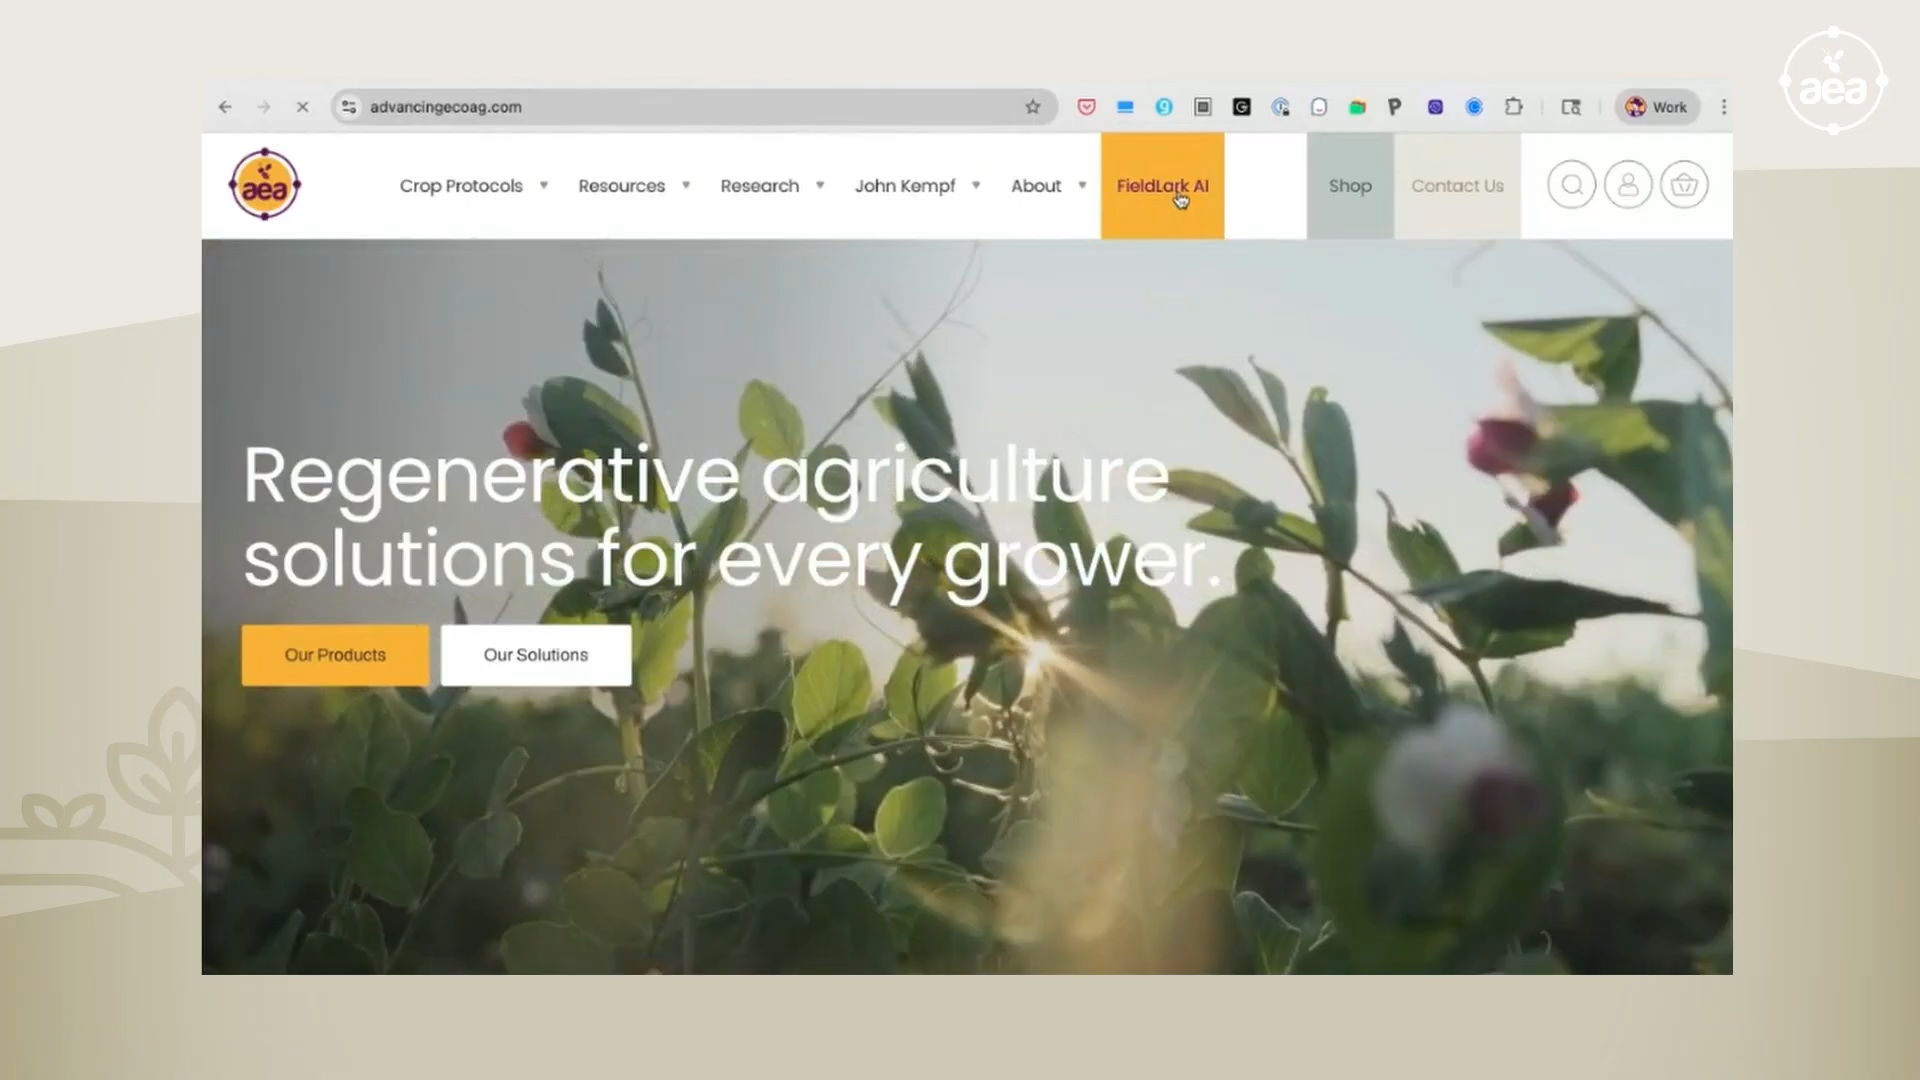 aea
advancingecoag.com
Work
aea
Crop Protocols
Resources
Research
John Kempf
About
FieldLark AI
Shop
Contact Us
Regenerative agriculture
solutions for every grower.
Our Products
Our Solutions